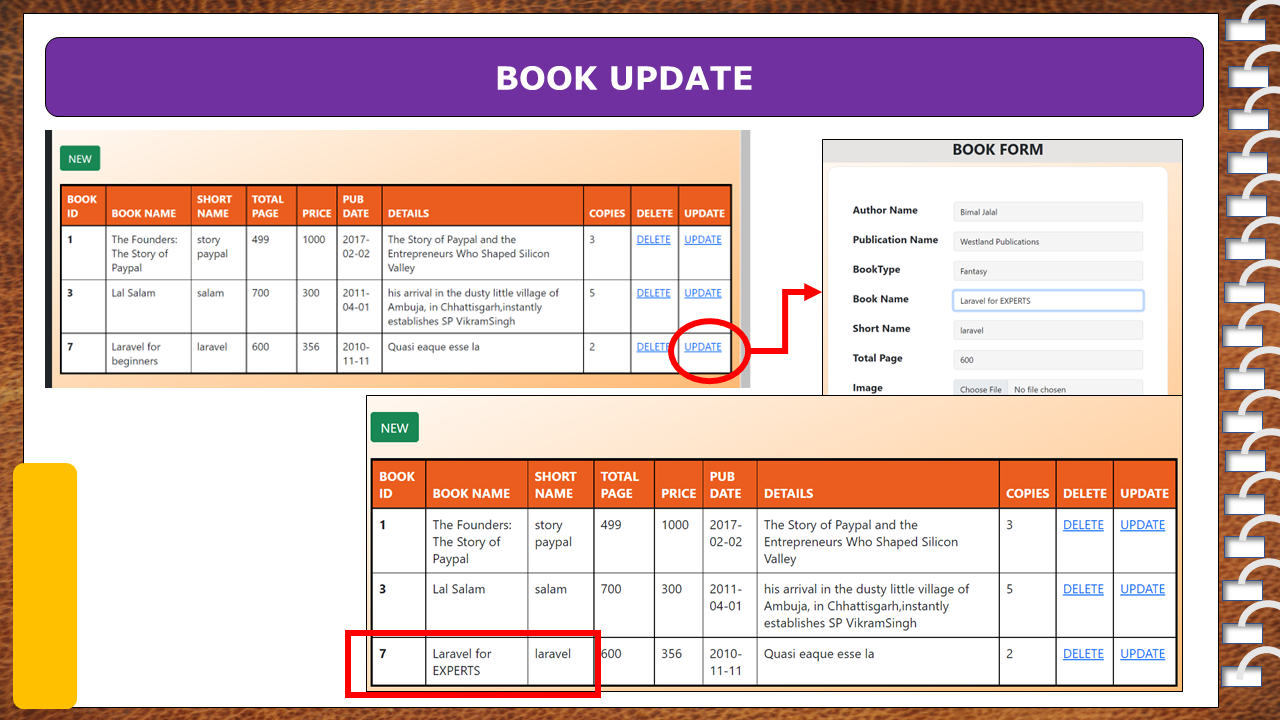 BOOK UPDATE
NEW
BOOK ID BOOK NAME SHORT NAME TOTAL PAGE PRICE PUB DATE DETAILS COPIES DELETE UPDATE
1 The Founders: The Story of Paypal story paypal 499 1000 2017-02-02 The Story of Paypal and the Entrepreneurs Who Shaped Silicon Valley 3 DELETE UPDATE
3 Lal Salam salam 700 300 2011-04-01 his arrival in the dusty little village of Ambuja, in Chhattisgarh,instantly establishes SP VikramSingh 5 DELETE UPDATE
7 Laravel for beginners laravel 600 356 2010-11-11 Quasi eaque esse la 2 DELETE UPDATE
BOOK FORM
Author Name Bimal Jalal
Publication Name Westland Publications
BookType Fantasy
Book Name Laravel for EXPERTS
Short Name laravel
Total Page 600
Image Choose File No file chosen
NEW
BOOK ID BOOK NAME SHORT NAME TOTAL PAGE PRICE PUB DATE DETAILS COPIES DELETE UPDATE
1 The Founders: The Story of Paypal story paypal 499 1000 2017-02-02 The Story of Paypal and the Entrepreneurs Who Shaped Silicon Valley 3 DELETE UPDATE
3 Lal Salam salam 700 300 2011-04-01 his arrival in the dusty little village of Ambuja, in Chhattisgarh,instantly establishes SP VikramSingh 5 DELETE UPDATE
7 Laravel for EXPERTS laravel 600 356 2010-11-11 Quasi eaque esse la 2 DELETE UPDATE